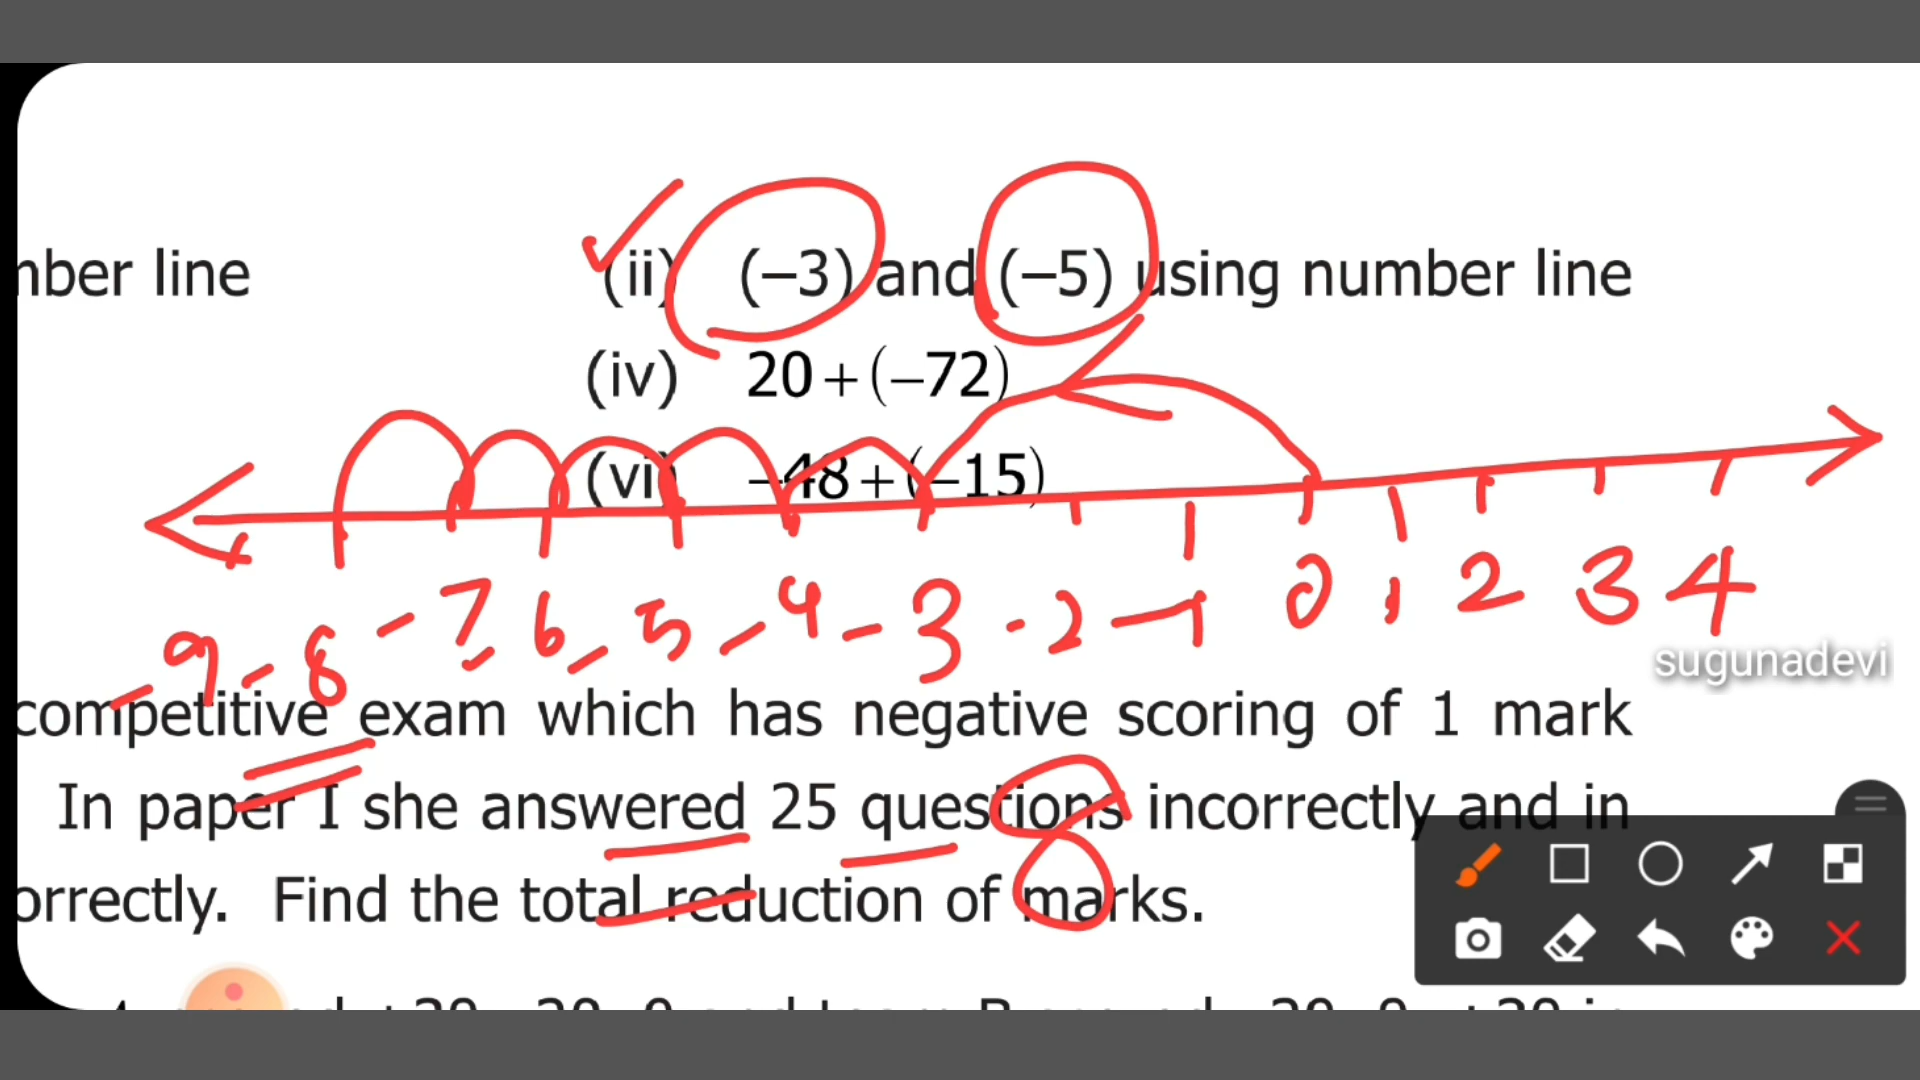 nber line (ii) (–3) and (–5) using number line
(iv) 20+(–72)
(vi) –48+(–15)
-9 -8 -7 -6 -5 -4 -3 -2 -1 0 1 2 3 4
sugunadevi
competitive exam which has negative scoring of 1 mark
In paper I she answered 25 questions incorrectly and in
orrectly. Find the total reduction of marks.
-8